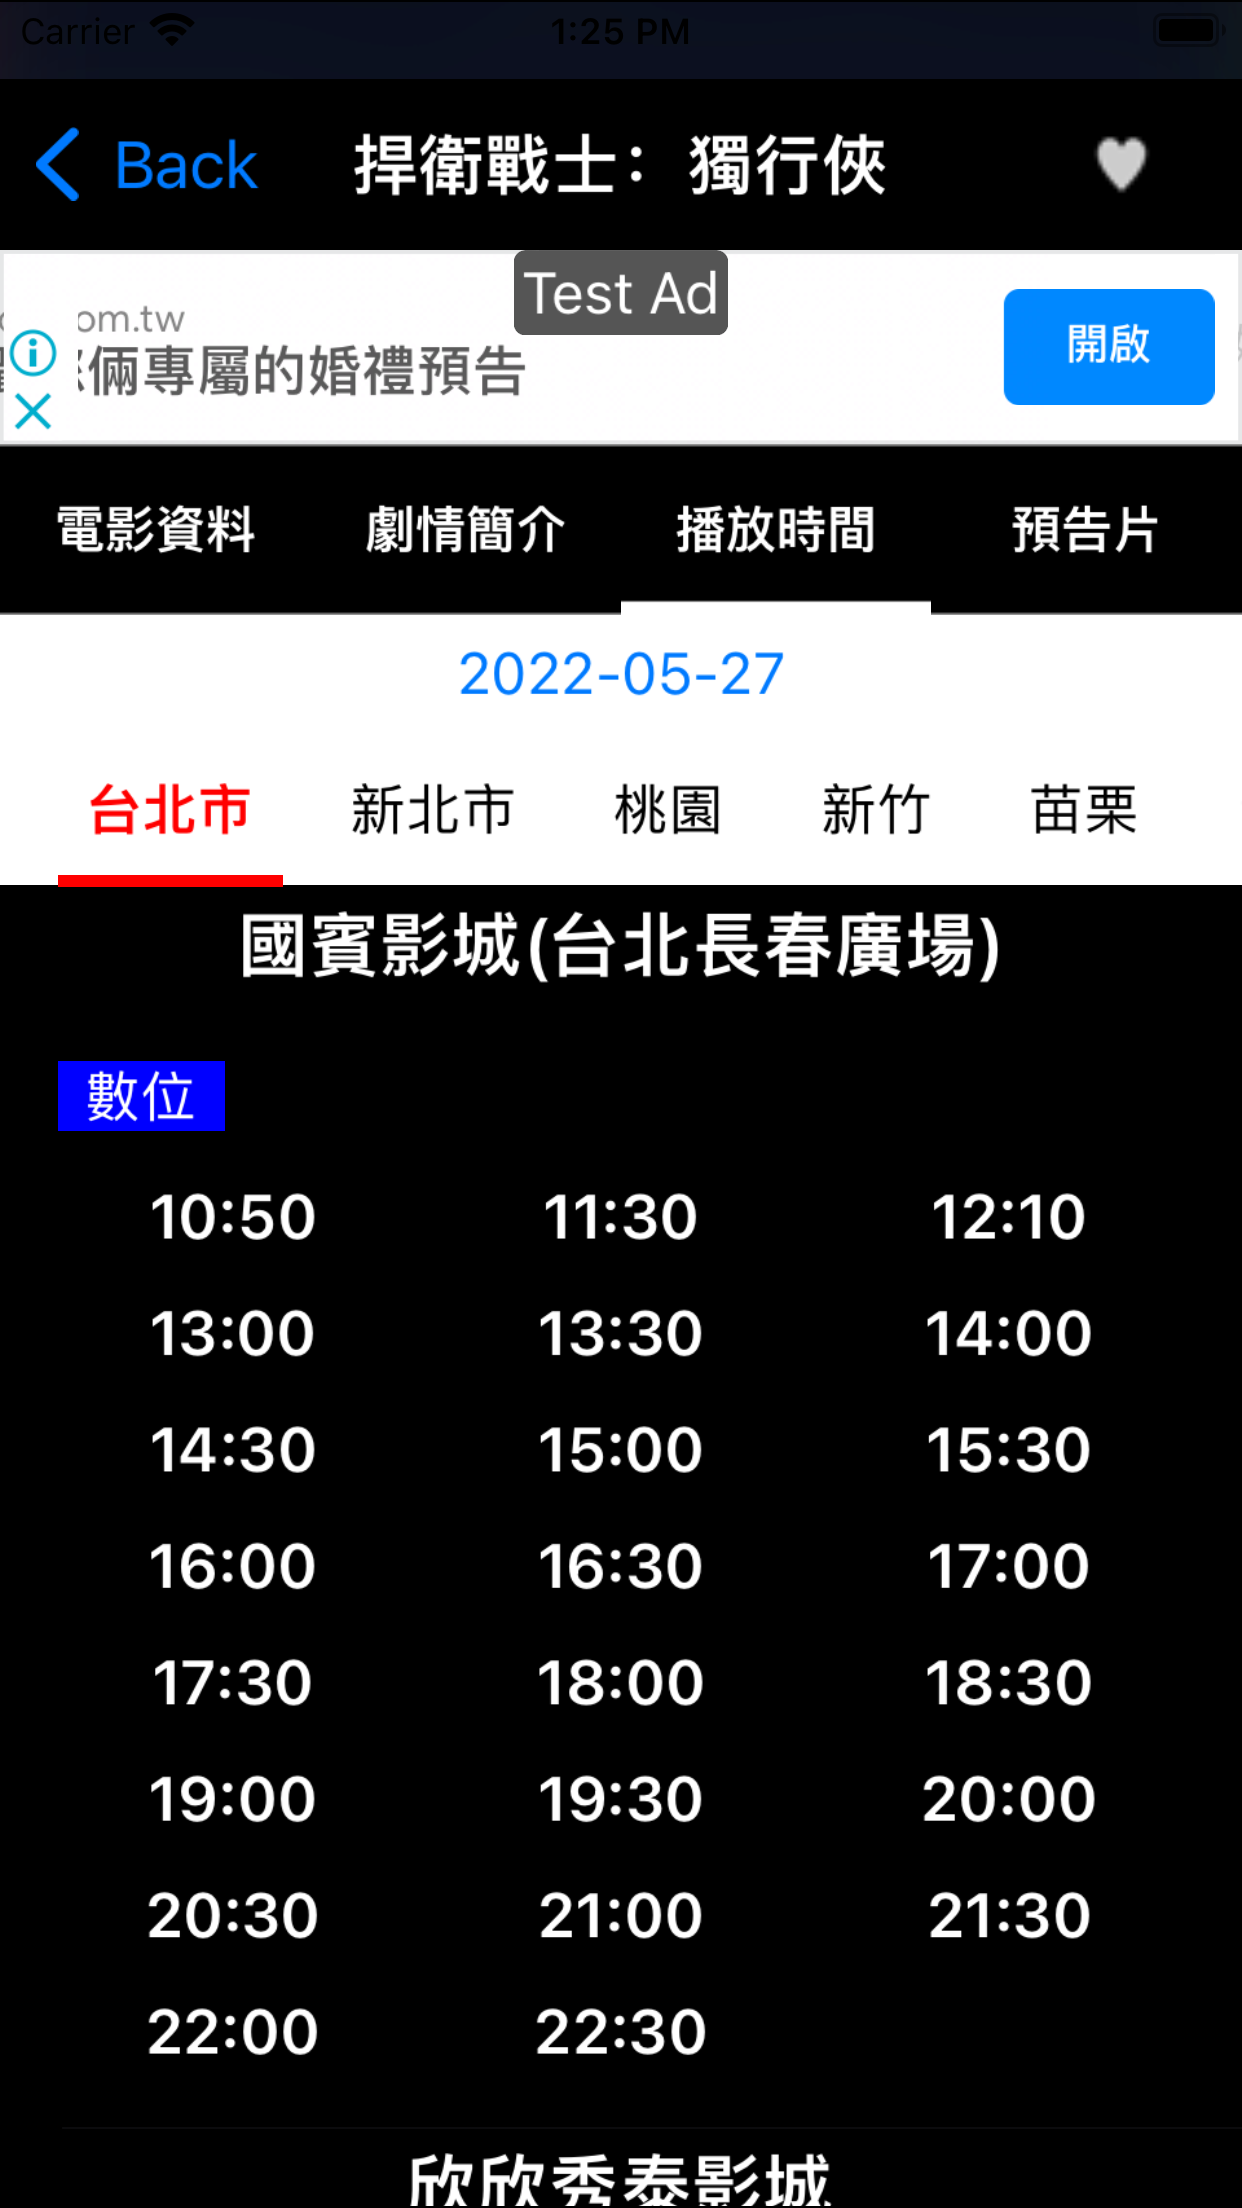 Carrier 1:25 PM
Back 捍衛戰士：獨行俠
Test Ad
om.tw
倆專屬的婚禮預告
開啟
電影資料 劇情簡介 播放時間 預告片
2022-05-27
台北市 新北市 桃園 新竹 苗栗
國賓影城(台北長春廣場)
數位
10:50 11:30 12:10
13:00 13:30 14:00
14:30 15:00 15:30
16:00 16:30 17:00
17:30 18:00 18:30
19:00 19:30 20:00
20:30 21:00 21:30
22:00 22:30
欣欣秀泰影城